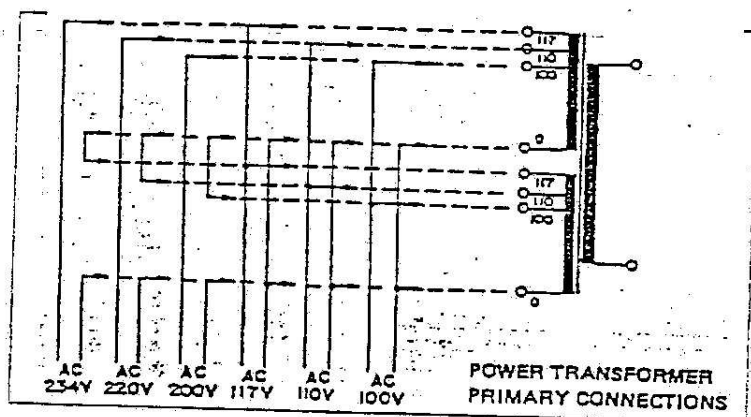 117
110
100
0
117
110
100
0
AC AC AC AC AC AC
234V 220V 200V 117V 110V 100V
POWER TRANSFORMER
PRIMARY CONNECTIONS